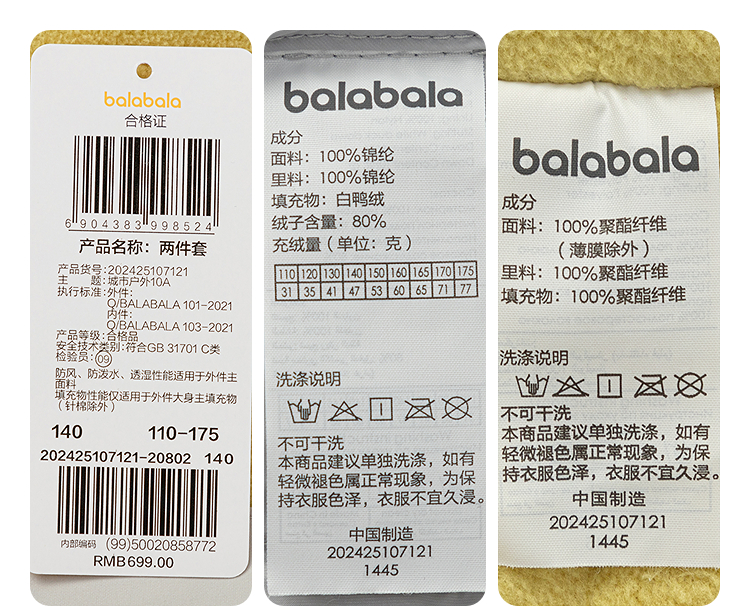 balabala
合格证
6 904383 998524
产品名称：两件套
产品货号:202425107121
主 题:城市户外10A
执行标准:外件:
Q/BALABALA 101-2021
内件:
Q/BALABALA 103-2021
产品等级:合格品
安全技术类别:符合GB 31701 C类
检验员:09
防风、防泼水、透湿性能适用于外件主
面料
填充物性能仅适用于外件大身主填充物
（针棉除外）
140 110-175
202425107121-20802 140
内部编码 (99)50020858772
RMB699.00
balabala
成分
面料：100%锦纶
里料：100%锦纶
填充物：白鸭绒
绒子含量：80%
充绒量（单位：克）
110 120 130 140 150 160 165 170 175
31 35 41 47 53 60 65 71 77
洗涤说明
不可干洗
本商品建议单独洗涤，如有
轻微褪色属正常现象，为保
持衣服色泽，衣服不宜久浸。
中国制造
202425107121
1445
balabala
成分
面料：100%聚酯纤维
（薄膜除外）
里料：100%聚酯纤维
填充物：100%聚酯纤维
洗涤说明
不可干洗
本商品建议单独洗涤，如有
轻微褪色属正常现象，为保
持衣服色泽，衣服不宜久浸。
中国制造
202425107121
1445